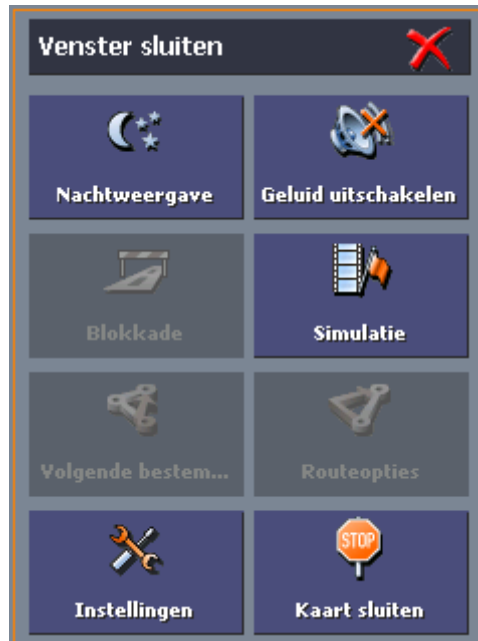 Venster sluiten
Nachtweergave
Geluid uitschakelen
Blokkade
Simulatie
Volgende bestem...
Routeopties
STOP
Instellingen
Kaart sluiten